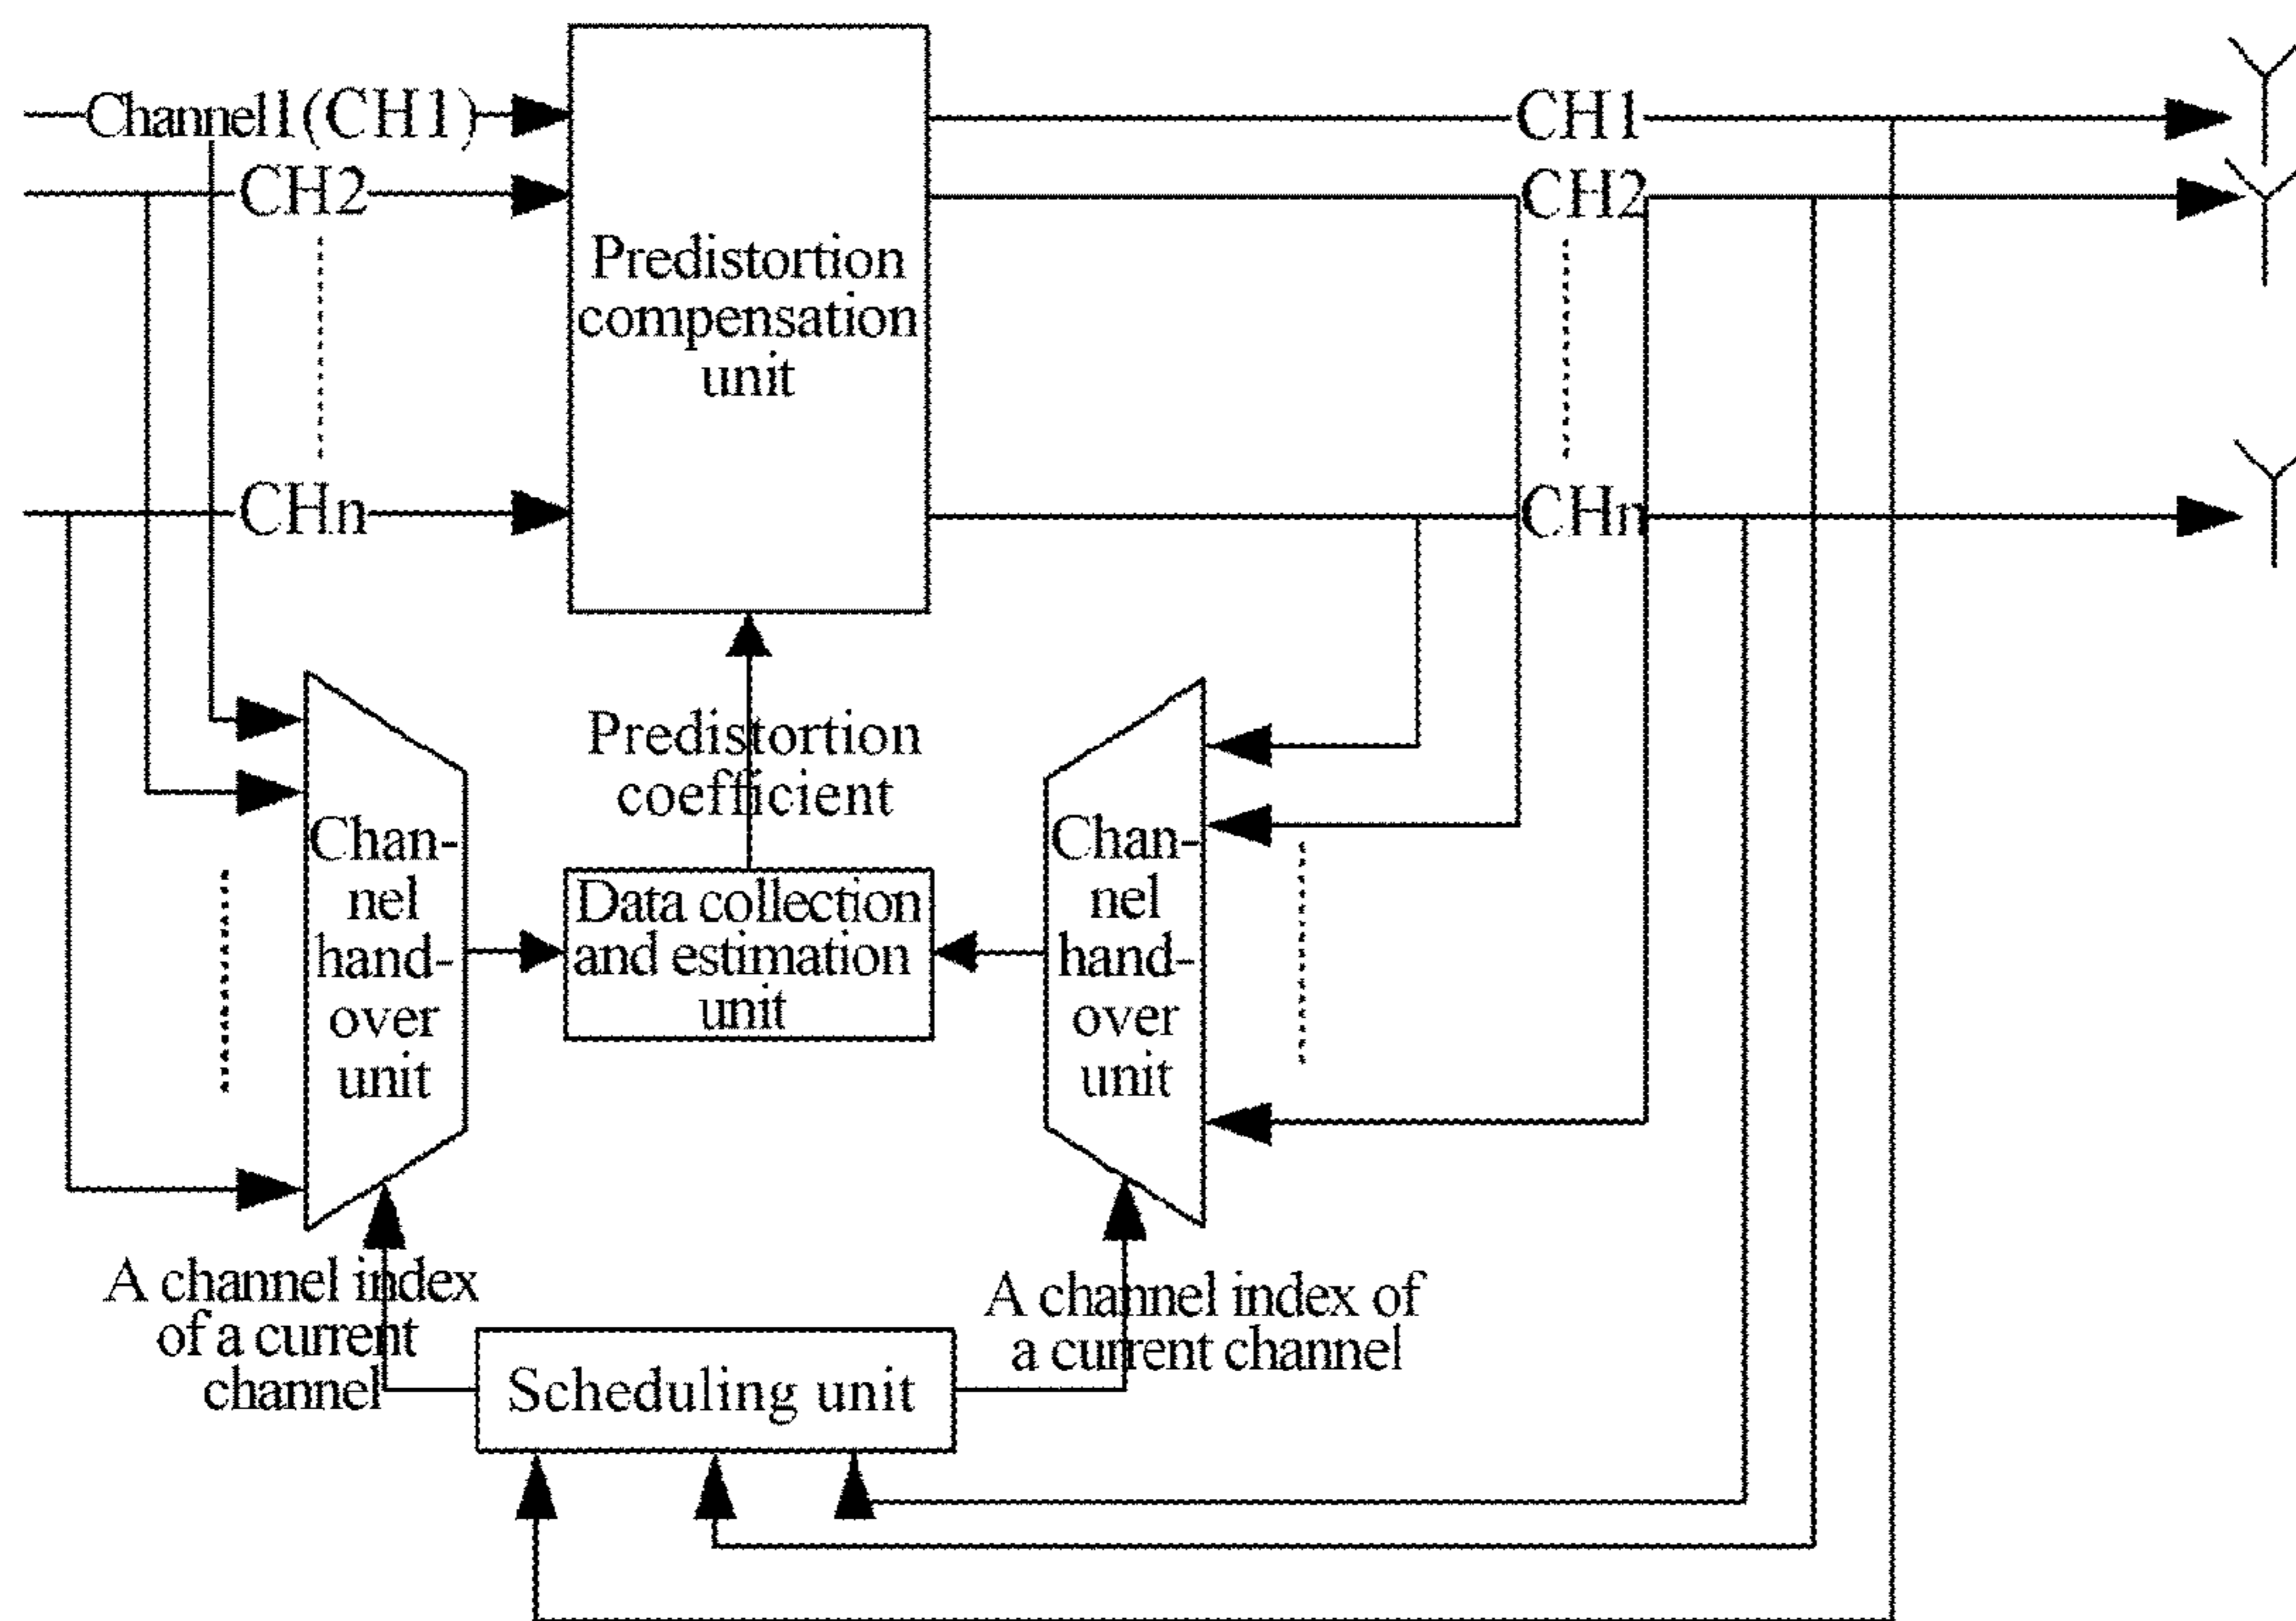 Channel1(CH1)
CH1
CH2
CH2
Predistortion
compensation
unit
CHn
CHn
Predistortion
coefficient
Chan-
nel
hand-
over
unit
Data collection
and estimation
unit
Chan-
nel
hand-
over
unit
A channel index
of a current
channel
A channel index of
a current channel
Scheduling unit